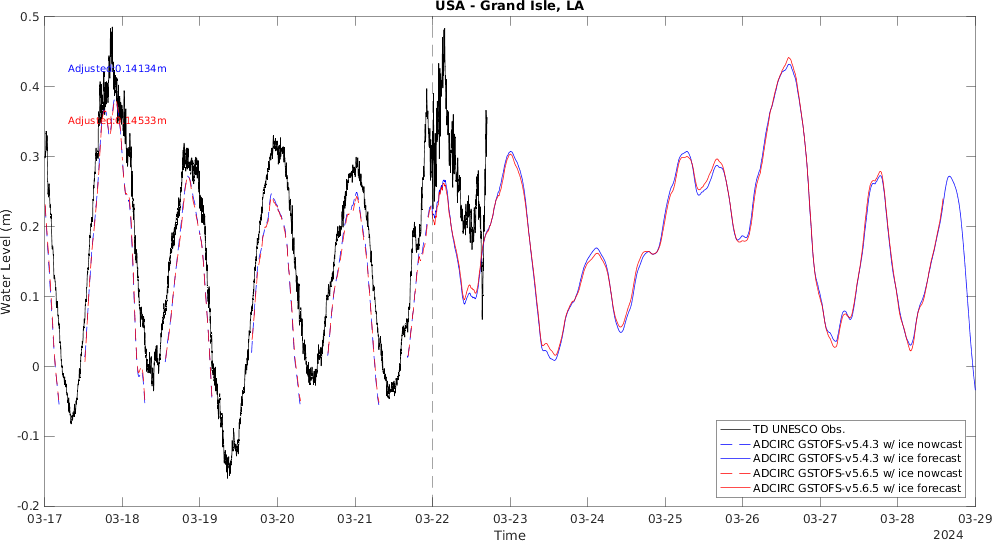 USA - Grand Isle, LA
0.5
0.4
0.3
0.2
0.1
0
-0.1
-0.2
Water Level (m)
Adjusted:0.14134m
Adjusted:0.14533m
TD UNESCO Obs.
ADCIRC GSTOFS-v5.4.3 w/ ice nowcast
ADCIRC GSTOFS-v5.4.3 w/ ice forecast
ADCIRC GSTOFS-v5.6.5 w/ ice nowcast
ADCIRC GSTOFS-v5.6.5 w/ ice forecast
03-17 03-18 03-19 03-20 03-21 03-22 03-23 03-24 03-25 03-26 03-27 03-28 03-29
Time
2024